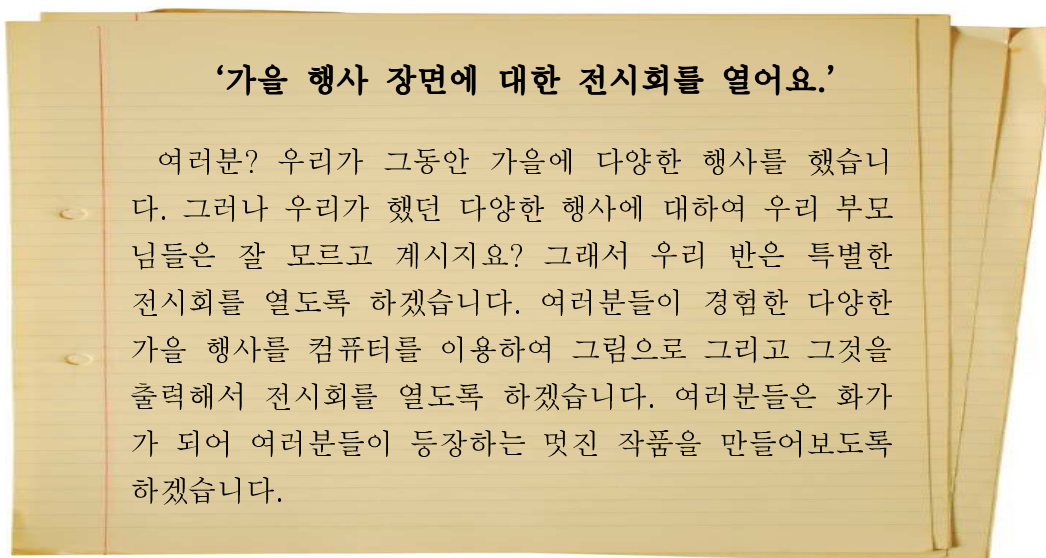 ‘가을 행사 장면에 대한 전시회를 열어요.’
여러분? 우리가 그동안 가을에 다양한 행사를 했습니
다. 그러나 우리가 했던 다양한 행사에 대하여 우리 부모
님들은 잘 모르고 계시지요? 그래서 우리 반은 특별한
전시회를 열도록 하겠습니다. 여러분들이 경험한 다양한
가을 행사를 컴퓨터를 이용하여 그림으로 그리고 그것을
출력해서 전시회를 열도록 하겠습니다. 여러분들은 화가
가 되어 여러분들이 등장하는 멋진 작품을 만들어보도록
하겠습니다.